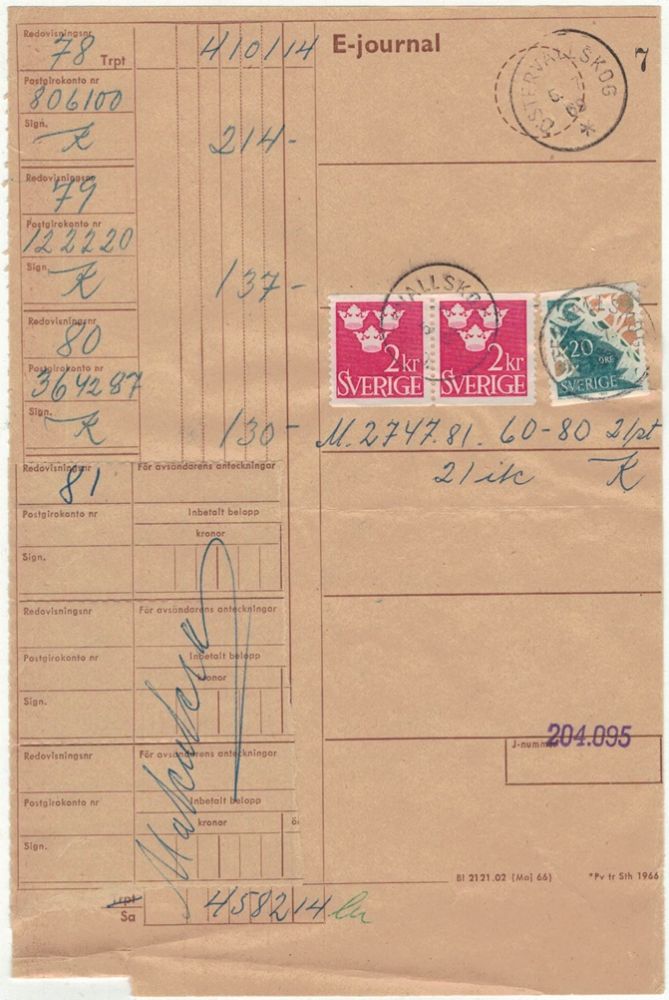 Redovisningsnr
78 Trpt 410114
E-journal
7
ÖSTERVALLSKOG
Postgirokonto nr
806100
Sign.
K 214-
Redovisningsnr
79
Postgirokonto nr
122220
Sign.
K 137-
Redovisningsnr
80
Postgirokonto nr
364287
Sign.
K 130-
2 kr
SVERIGE
2 kr
SVERIGE
20 ÖRE
SVERIGE
M. 2747.81. 60-80 21 pt
21 ik K
Redovisningsnr För avsändarens anteckningar
81
Postgirokonto nr Inbetalt belopp
kronor
Sign.
Redovisningsnr För avsändarens anteckningar
Postgirokonto nr Inbetalt belopp
Sign.
Redovisningsnr För avsändarens anteckningar
Postgirokonto nr Inbetalt belopp
kronor
Sign.
Makulera
J-nummer 204.095
Bl 2121.02 (Maj 66) *Pv tr Sth 1966
Trpt
Sa 458214